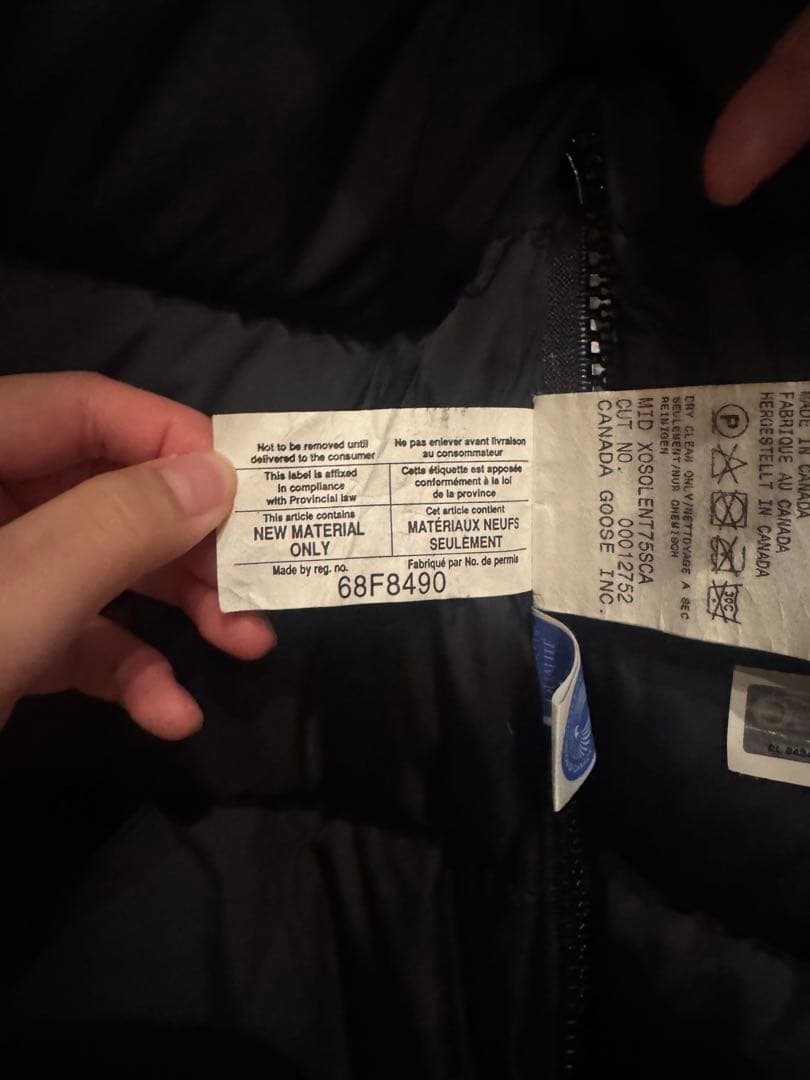 Not to be removed until
delivered to the consumer
Ne pas enlever avant livraison
au consommateur
This label is affixed
in compliance
with Provincial law
Cette étiquette est apposée
conformément à la loi
de la province
This article contains
NEW MATERIAL
ONLY
Cet article contient
MATÉRIAUX NEUFS
SEULEMENT
Made by reg. no.
Fabriqué par No. de permis
68F8490
MADE IN CANADA
FABRIQUE AU CANADA
HERGESTELLT IN CANADA
P
3DC
DRY CLEAN ONLY/NETTOYAGE A SEC
SEULEMENT/NUR CHEMISCH
REINIGEN
MID XOSOLENT75SCA
CUT NO. 00012752
CANADA GOOSE INC.